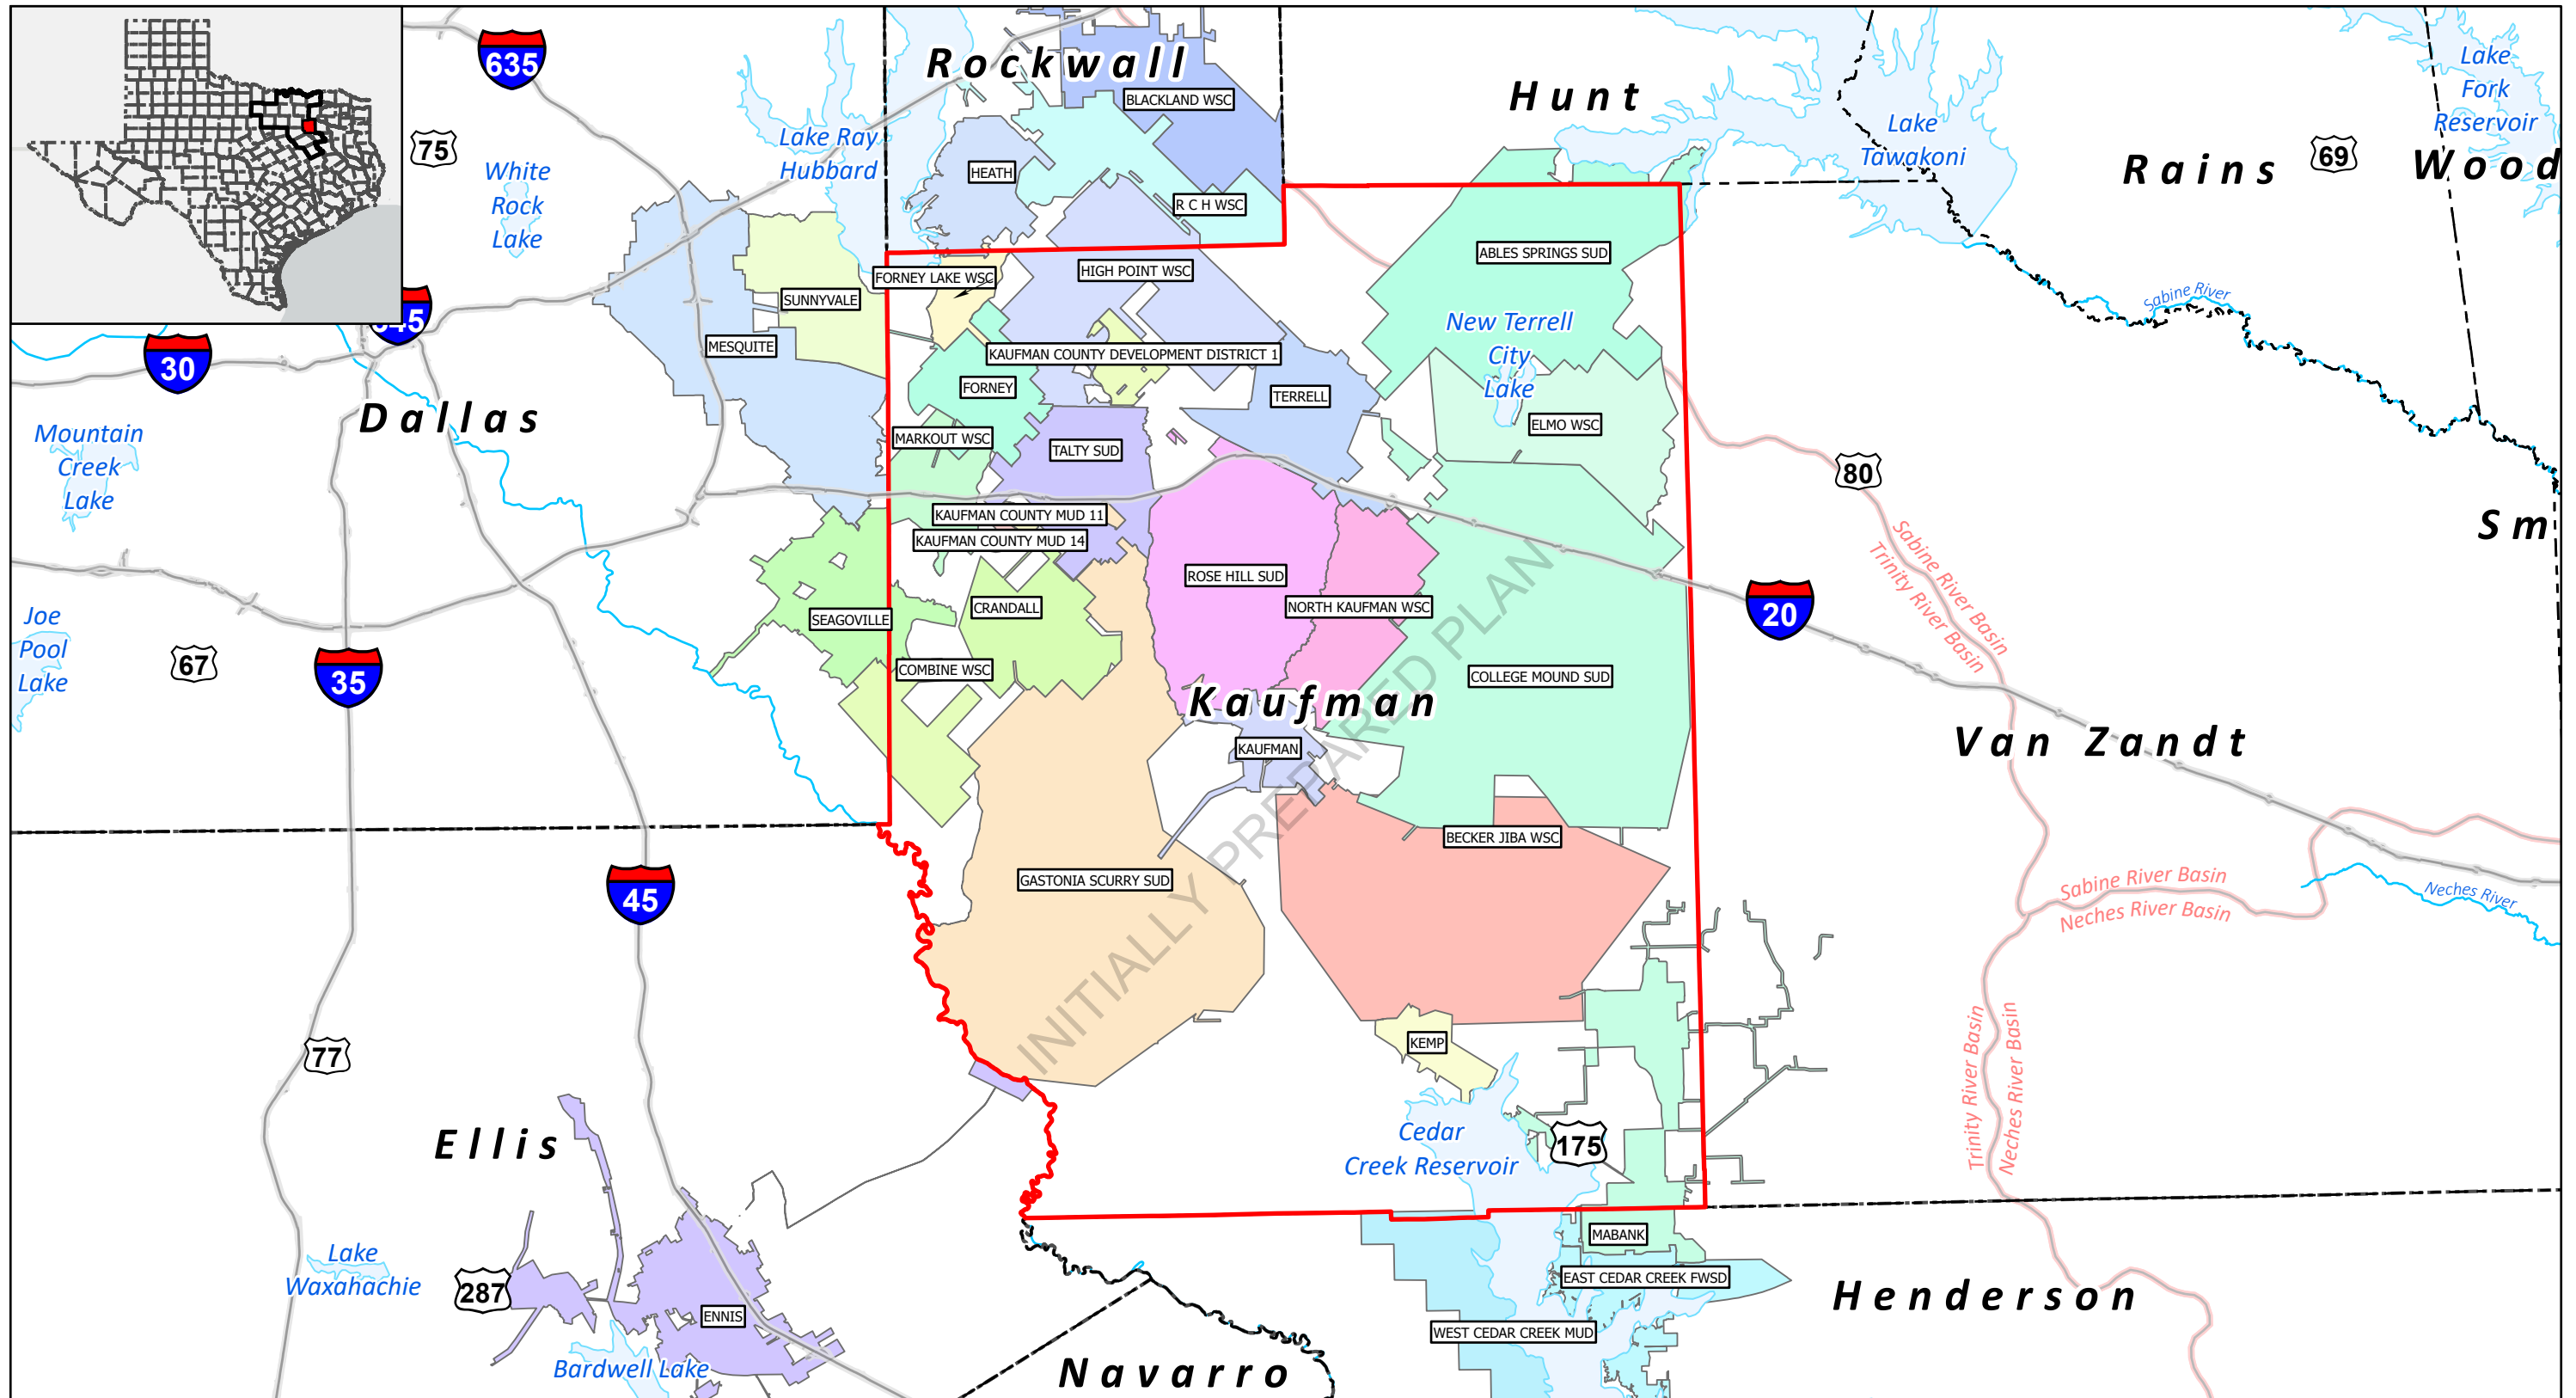 Rockwall
Hunt
Rains
Wood
Dallas
Kaufman
Van Zandt
Sm
Ellis
Navarro
Henderson
635
75
69
30
45
80
67
35
20
45
77
175
287
Lake Ray
Hubbard
White
Rock
Lake
Lake
Tawakoni
Lake
Fork
Reservoir
Mountain
Creek
Lake
Joe
Pool
Lake
New Terrell
City
Lake
Cedar
Creek Reservoir
Lake
Waxahachie
Bardwell Lake
Sabine River
Neches River
Sabine River Basin
Trinity River Basin
Sabine River Basin
Neches River Basin
Trinity River Basin
Neches River Basin
BLACKLAND WSC
HEATH
R C H WSC
ABLES SPRINGS SUD
FORNEY LAKE WSC
HIGH POINT WSC
SUNNYVALE
MESQUITE
KAUFMAN COUNTY DEVELOPMENT DISTRICT 1
FORNEY
TERRELL
ELMO WSC
MARKOUT WSC
TALTY SUD
KAUFMAN COUNTY MUD 11
KAUFMAN COUNTY MUD 14
ROSE HILL SUD
NORTH KAUFMAN WSC
CRANDALL
SEAGOVILLE
COMBINE WSC
COLLEGE MOUND SUD
KAUFMAN
BECKER JIBA WSC
GASTONIA SCURRY SUD
KEMP
MABANK
EAST CEDAR CREEK FWSD
WEST CEDAR CREEK MUD
ENNIS
INITIALLY PREPARED PLAN